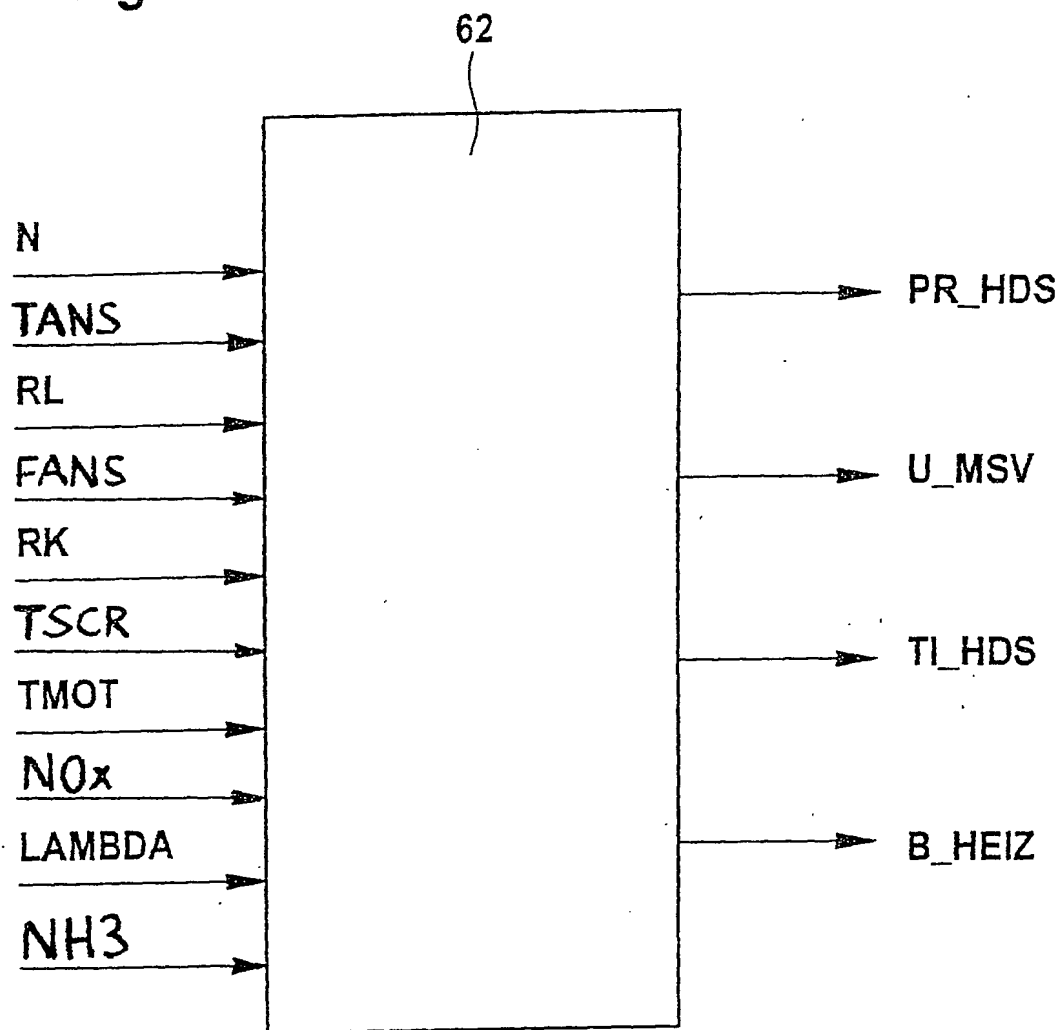 62
N
TANS
RL
FANS
RK
TSCR
TMOT
NOx
LAMBDA
NH3
PR_HDS
U_MSV
TI_HDS
B_HEIZ